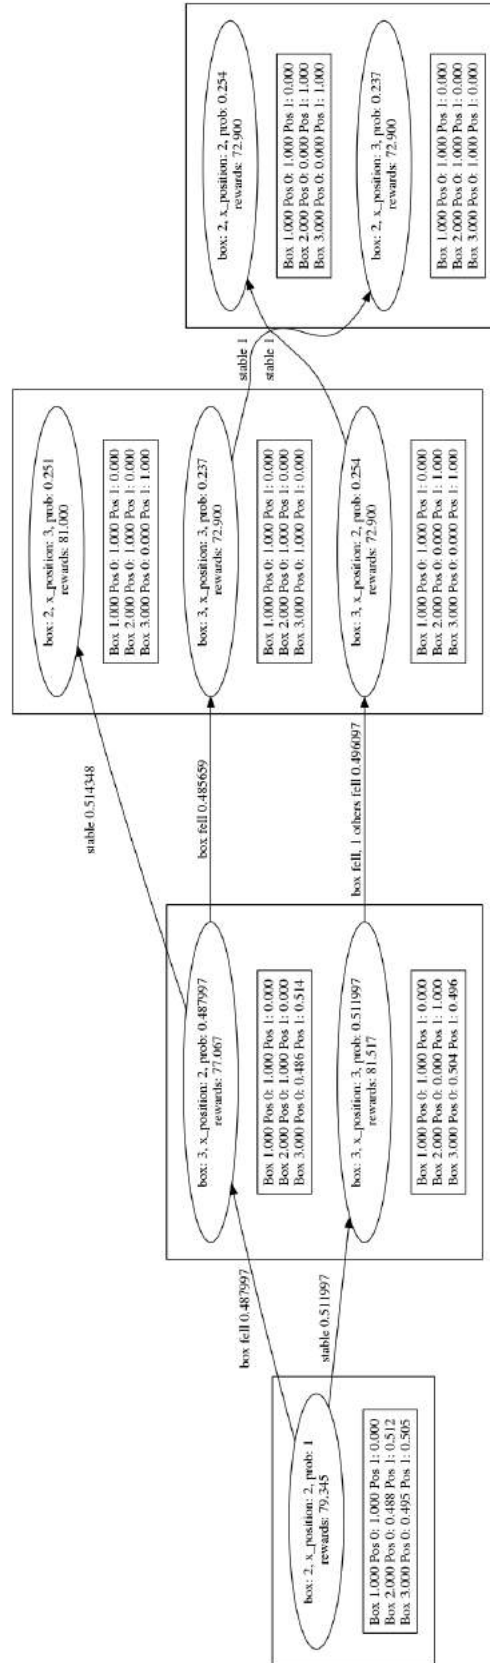 box: 2, x_position: 2, prob: 1
rewards: 79.345
Box 1.000 Pos 0: 1.000 Pos 1: 0.000
Box 2.000 Pos 0: 0.488 Pos 1: 0.512
Box 3.000 Pos 0: 0.495 Pos 1: 0.505
box fell 0.487997
stable 0.511997
box: 3, x_position: 2, prob: 0.487997
rewards: 77.067
Box 1.000 Pos 0: 1.000 Pos 1: 0.000
Box 2.000 Pos 0: 1.000 Pos 1: 0.000
Box 3.000 Pos 0: 0.486 Pos 1: 0.514
box: 3, x_position: 3, prob: 0.511997
rewards: 81.517
Box 1.000 Pos 0: 1.000 Pos 1: 0.000
Box 2.000 Pos 0: 0.000 Pos 1: 1.000
Box 3.000 Pos 0: 0.504 Pos 1: 0.496
stable 0.514348
box fell 0.485659
box fell, 1 others fell 0.496097
box: 2, x_position: 3, prob: 0.251
rewards: 81.000
Box 1.000 Pos 0: 1.000 Pos 1: 0.000
Box 2.000 Pos 0: 1.000 Pos 1: 0.000
Box 3.000 Pos 0: 0.000 Pos 1: 1.000
box: 3, x_position: 3, prob: 0.237
rewards: 72.900
Box 1.000 Pos 0: 1.000 Pos 1: 0.000
Box 2.000 Pos 0: 1.000 Pos 1: 0.000
Box 3.000 Pos 0: 1.000 Pos 1: 0.000
box: 3, x_position: 2, prob: 0.254
rewards: 72.900
Box 1.000 Pos 0: 1.000 Pos 1: 0.000
Box 2.000 Pos 0: 0.000 Pos 1: 1.000
Box 3.000 Pos 0: 0.000 Pos 1: 1.000
stable 1
stable 1
box: 2, x_position: 2, prob: 0.254
rewards: 72.900
Box 1.000 Pos 0: 1.000 Pos 1: 0.000
Box 2.000 Pos 0: 0.000 Pos 1: 1.000
Box 3.000 Pos 0: 0.000 Pos 1: 1.000
box: 2, x_position: 3, prob: 0.237
rewards: 72.900
Box 1.000 Pos 0: 1.000 Pos 1: 0.000
Box 2.000 Pos 0: 1.000 Pos 1: 0.000
Box 3.000 Pos 0: 1.000 Pos 1: 0.000